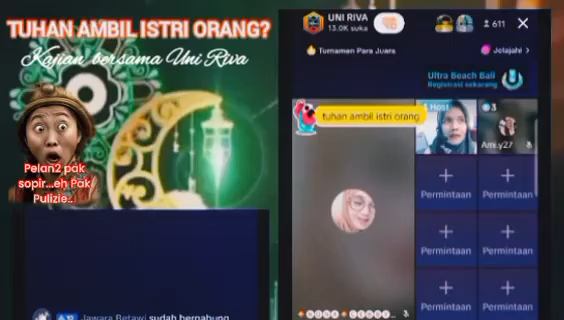 TUHAN AMBIL ISTRI ORANG?
Kajian bersama Uni Riva
Pelan2 pak
sopir...eh Pak
Pulizie..
10 Jawara Betawi sudah bergabung
UNI RIVA
13.0K suka
611
Turnamen Para Juara
Jelajahi >
Ultra Beach Bali
Registrasi sekarang
tuhan ambil istri orang
Host
3
Ami.y27
Permintaan
Permintaan
Permintaan
Permintaan
Permintaan
Permintaan